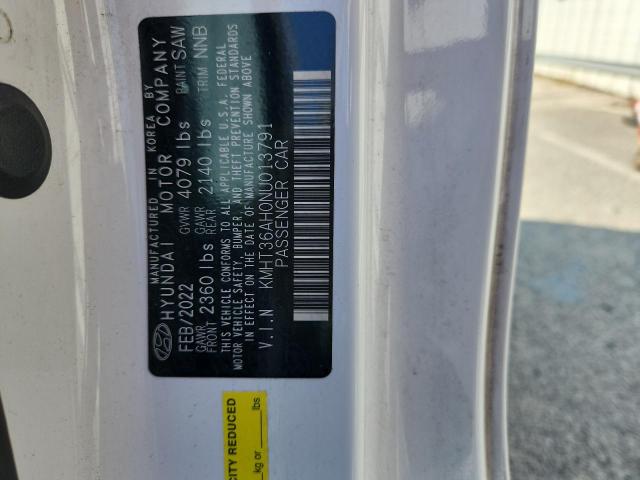 MANUFACTURED IN KOREA BY
HYUNDAI MOTOR COMPANY
FEB/2022 GVWR 4079 lbs PAINT SAW
GAWR FRONT 2360 lbs GAWR REAR 2140 lbs TRIM NNB
THIS VEHICLE CONFORMS TO ALL APPLICABLE U.S.A. FEDERAL
MOTOR VEHICLE SAFETY, BUMPER, AND THEFT PREVENTION STANDARDS
IN EFFECT ON THE DATE OF MANUFACTURE SHOWN ABOVE
V.I.N KMHT36AH0NU013791
PASSENGER CAR
CITY REDUCED
kg or lbs